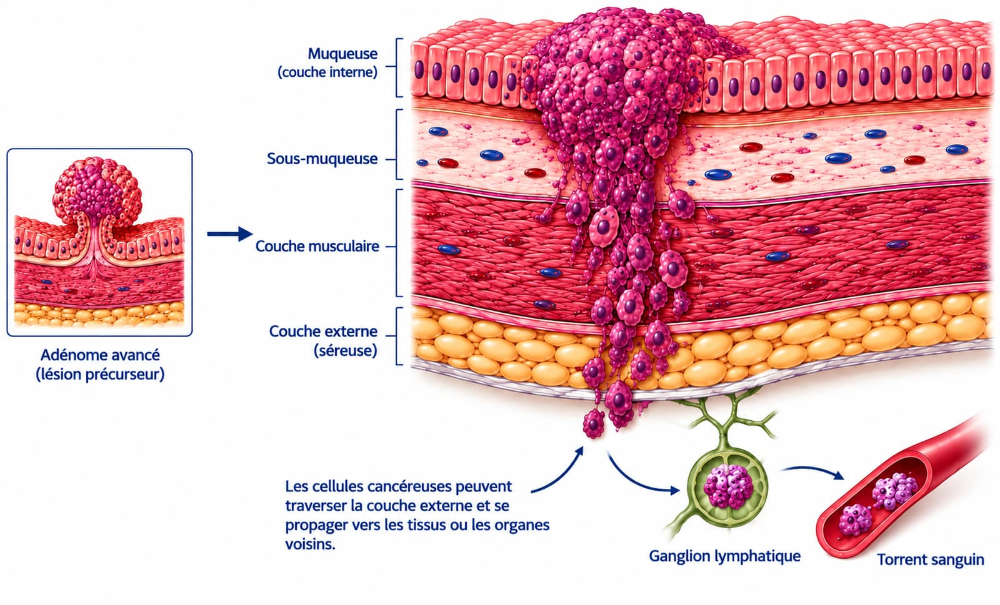 Muqueuse
(couche interne)
Sous-muqueuse
Couche musculaire
Couche externe
(séreuse)
Adénome avancé
(lésion précurseur)
Les cellules cancéreuses peuvent
traverser la couche externe et se
propager vers les tissus ou les organes
voisins.
Ganglion lymphatique
Torrent sanguin